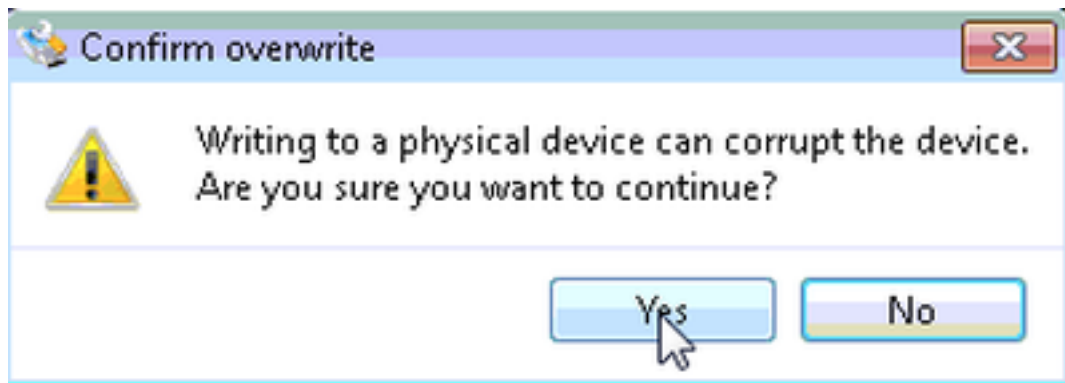 Confirm overwrite
Writing to a physical device can corrupt the device.
Are you sure you want to continue?
Yes
No